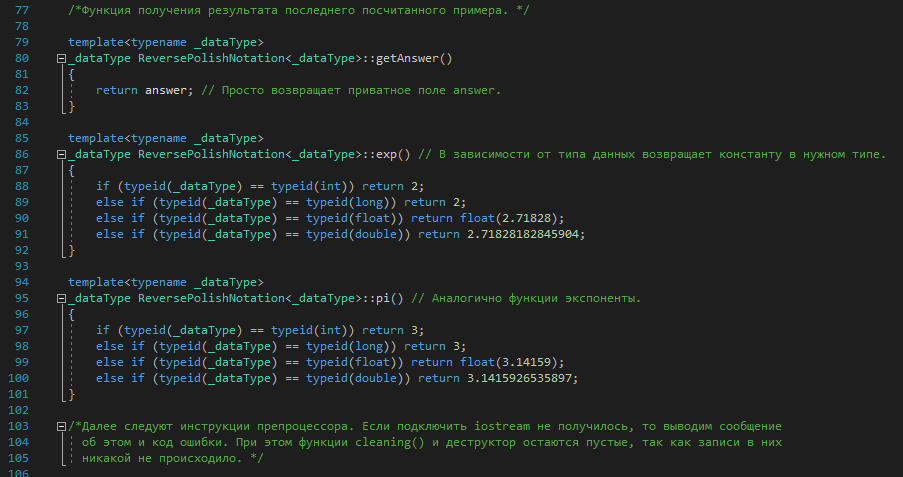 77 /*Функция получения результата последнего посчитанного примера. */
78
79 template<typename _dataType>
80 _dataType ReversePolishNotation<_dataType>::getAnswer()
81 {
82 return answer; // Просто возвращает приватное поле answer.
83 }
84
85 template<typename _dataType>
86 _dataType ReversePolishNotation<_dataType>::exp() // В зависимости от типа данных возвращает константу в нужном типе.
87 {
88 if (typeid(_dataType) == typeid(int)) return 2;
89 else if (typeid(_dataType) == typeid(long)) return 2;
90 else if (typeid(_dataType) == typeid(float)) return float(2.71828);
91 else if (typeid(_dataType) == typeid(double)) return 2.71828182845904;
92 }
93
94 template<typename _dataType>
95 _dataType ReversePolishNotation<_dataType>::pi() // Аналогично функции экспоненты.
96 {
97 if (typeid(_dataType) == typeid(int)) return 3;
98 else if (typeid(_dataType) == typeid(long)) return 3;
99 else if (typeid(_dataType) == typeid(float)) return float(3.14159);
100 else if (typeid(_dataType) == typeid(double)) return 3.1415926535897;
101 }
102
103 /*Далее следуют инструкции препроцессора. Если подключить iostream не получилось, то выводим сообщение
104 об этом и код ошибки. При этом функции cleaning() и деструктор остаются пустые, так как записи в них
105 никакой не происходило. */
106